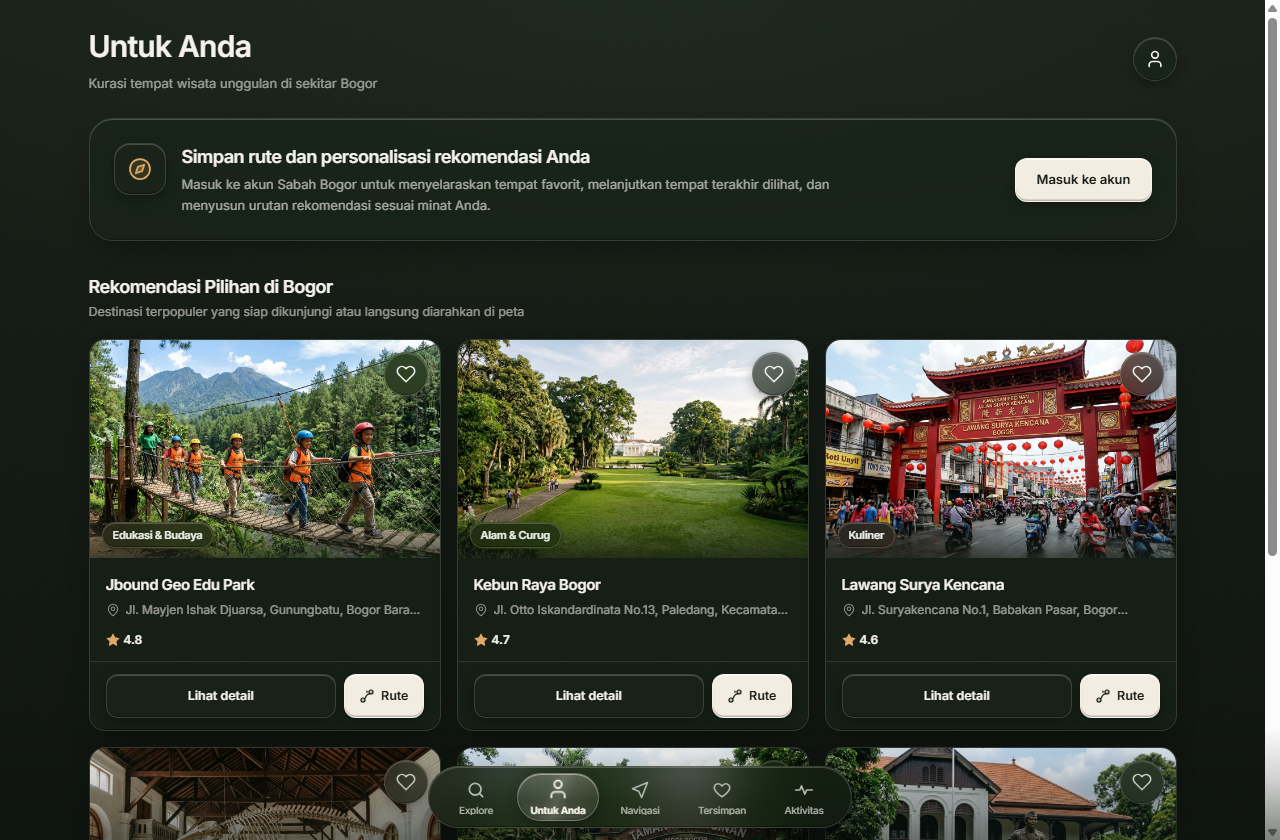 Untuk Anda
Kurasi tempat wisata unggulan di sekitar Bogor
Simpan rute dan personalisasi rekomendasi Anda
Masuk ke akun Sabah Bogor untuk menyelaraskan tempat favorit, melanjutkan tempat terakhir dilihat, dan
menyusun urutan rekomendasi sesuai minat Anda.
Masuk ke akun
Rekomendasi Pilihan di Bogor
Destinasi terpopuler yang siap dikunjungi atau langsung diarahkan di peta
LAWANG SURYA KENCANA
BOGOR
Roti Unyil
Edukasi & Budaya
Alam & Curug
Kuliner
Jbound Geo Edu Park
Jl. Mayjen Ishak Djuarsa, Gunungbatu, Bogor Bara...
4.8
Lihat detail
Rute
Kebun Raya Bogor
Jl. Otto Iskandardinata No.13, Paledang, Kecamata...
4.7
Lihat detail
Rute
Lawang Surya Kencana
Jl. Suryakencana No.1, Babakan Pasar, Bogor...
4.6
Lihat detail
Rute
Explore
Untuk Anda
Navigasi
Tersimpan
Aktivitas